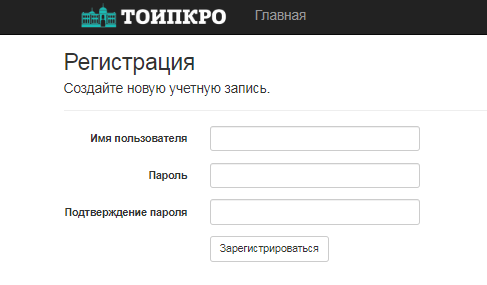 ТОИПКРО Главная
Регистрация
Создайте новую учетную запись.
Имя пользователя
Пароль
Подтверждение пароля
Зарегистрироваться